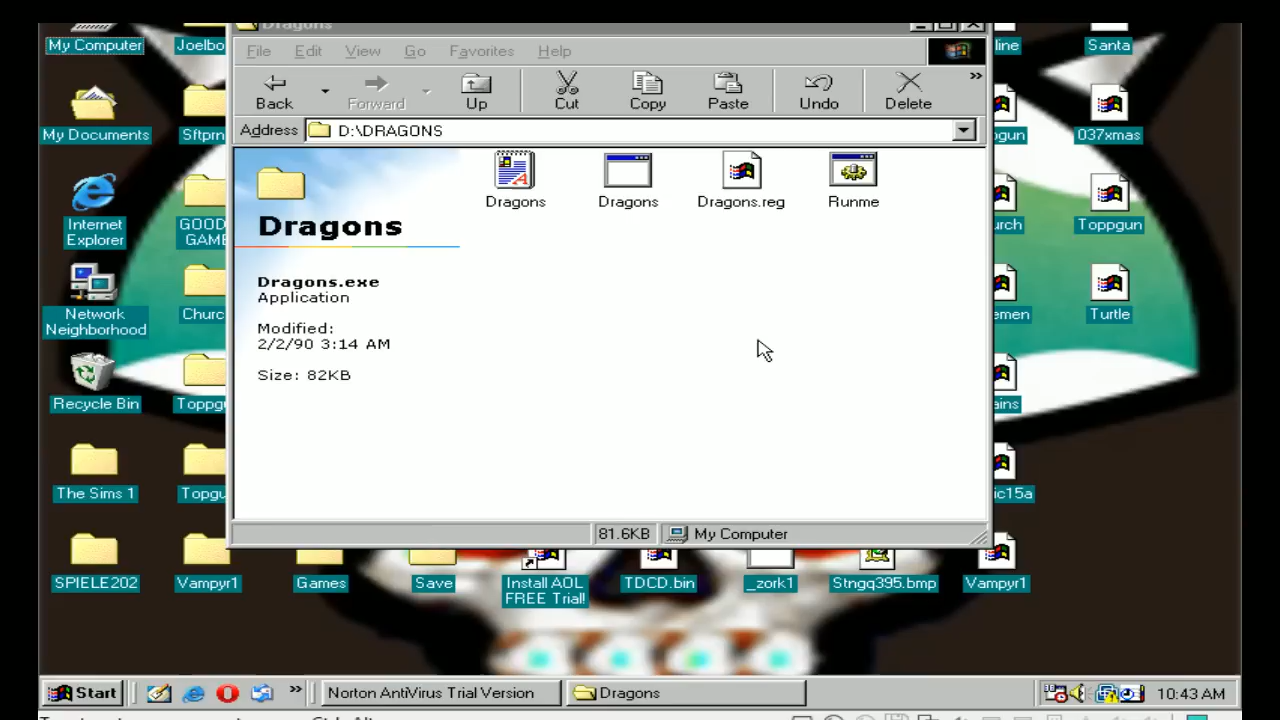 Dragons
File Edit View Go Favorites Help
Back Forward Up Cut Copy Paste Undo Delete »
Address D:\DRAGONS
Dragons Dragons Dragons.reg Runme
Dragons
Dragons.exe
Application
Modified:
2/2/90 3:14 AM
Size: 82KB
81.6KB My Computer
My Computer
My Documents
Internet
Explorer
Network
Neighborhood
Recycle Bin
The Sims 1
SPIELE202
Joelbo
Sftprn
GOOD
GAME
Churc
Toppg
Topgu
Vampyr1
Games
Save
Install AOL
FREE Trial!
TDCD.bin
_zork1
Stngq395.bmp
Vampyr1
line
pgun
urch
emen
ains
ic15a
Santa
037xmas
Toppgun
Turtle
Start » Norton AntiVirus Trial Version Dragons 10:43 AM